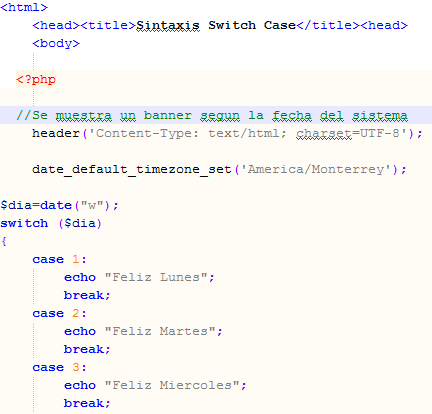 <html>
<head><title>Sintaxis Switch Case</title><head>
<body>
<?php
//Se muestra un banner segun la fecha del sistema
header('Content-Type: text/html; charset=UTF-8');
date_default_timezone_set('America/Monterrey');
$dia=date("w");
switch ($dia)
{
case 1:
echo "Feliz Lunes";
break;
case 2:
echo "Feliz Martes";
break;
case 3:
echo "Feliz Miercoles";
break;